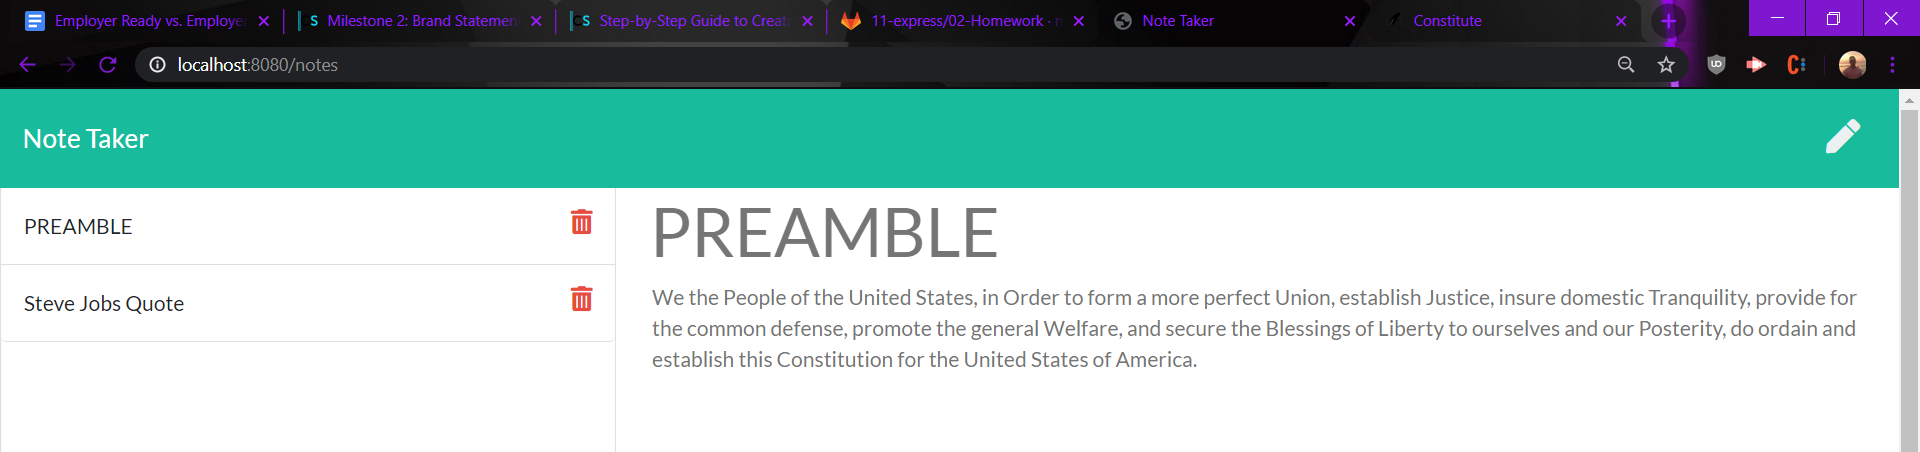 Employer Ready vs. Employer
Milestone 2: Brand Statement
Step-by-Step Guide to Creati
11-express/02-Homework ·
Note Taker
Constitute
localhost:8080/notes
Note Taker
PREAMBLE
Steve Jobs Quote
PREAMBLE
We the People of the United States, in Order to form a more perfect Union, establish Justice, insure domestic Tranquility, provide for
the common defense, promote the general Welfare, and secure the Blessings of Liberty to ourselves and our Posterity, do ordain and
establish this Constitution for the United States of America.